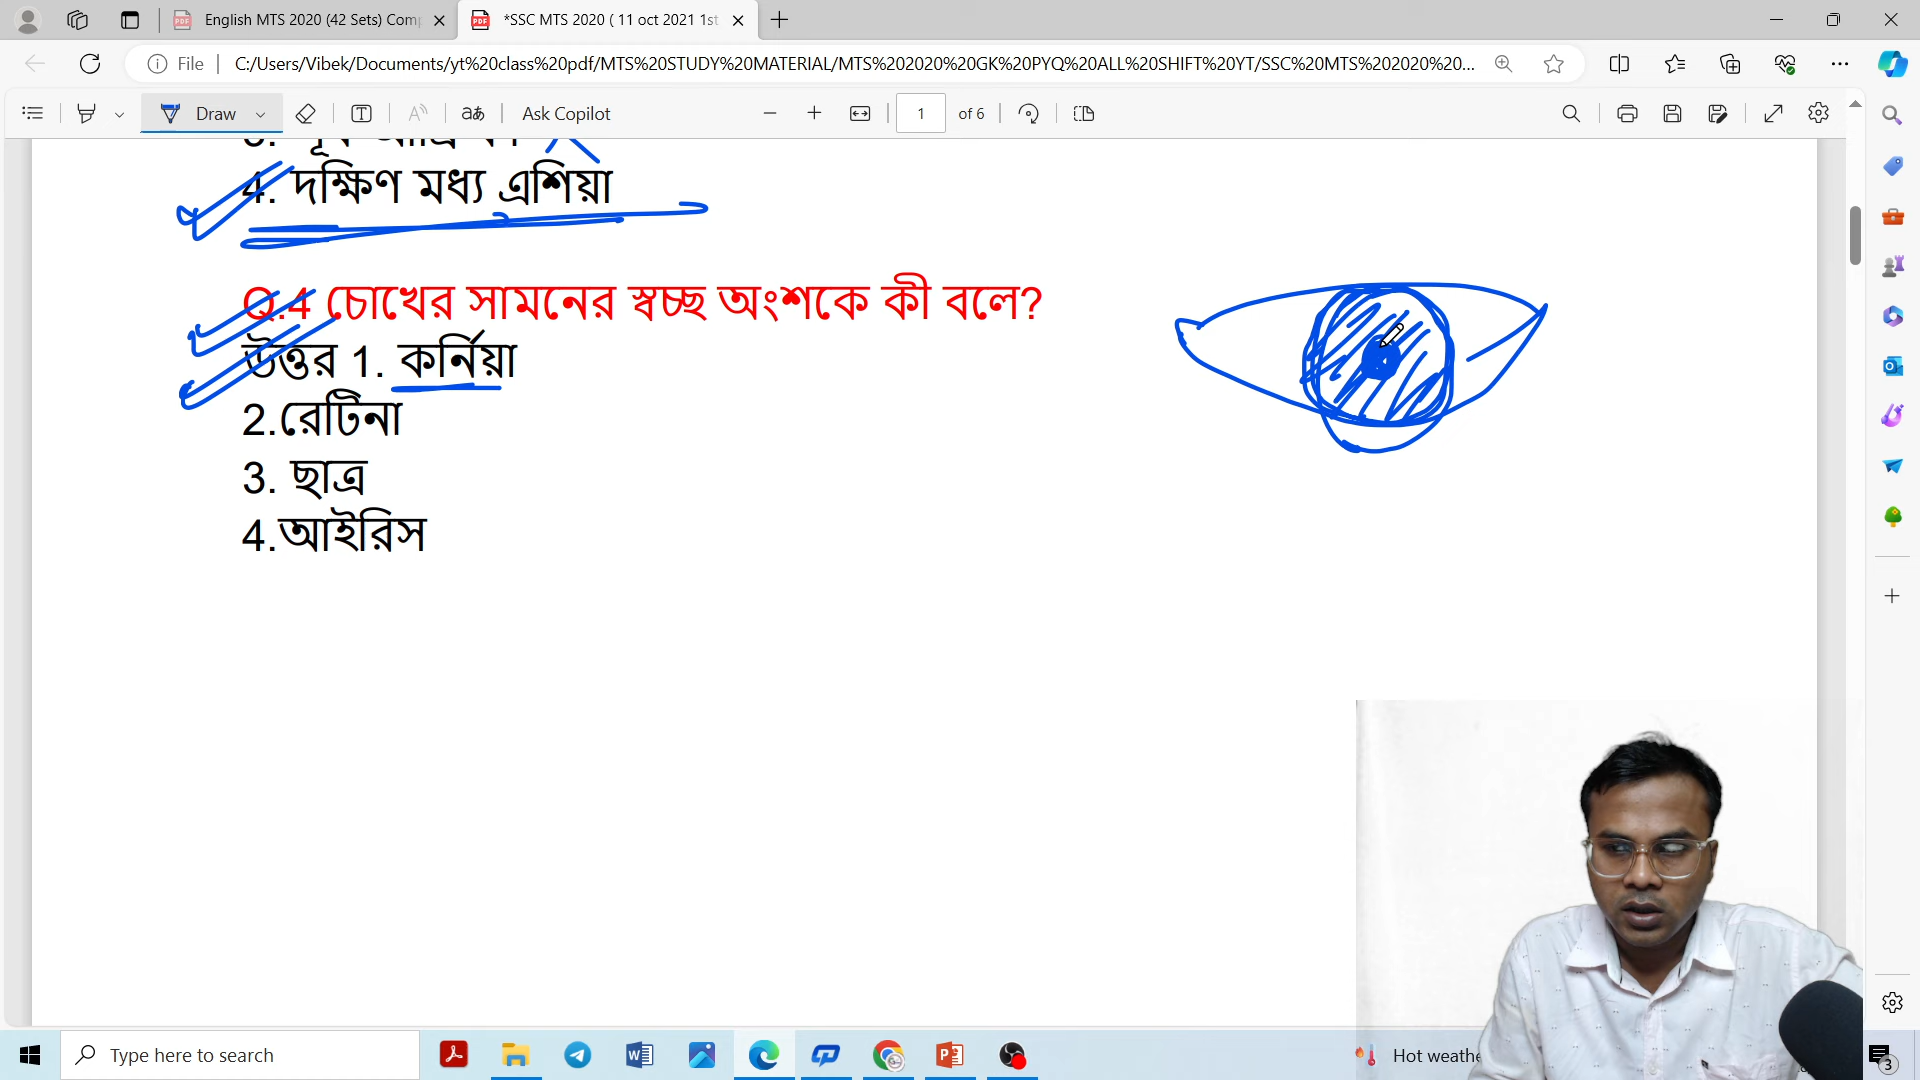 English MTS 2020 (42 Sets) Com
*SSC MTS 2020 ( 11 oct 2021 1st
File
C:/Users/Vibek/Documents/yt%20class%20pdf/MTS%20STUDY%20MATERIAL/MTS%202020%20GK%20PYQ%20ALL%20SHIFT%20YT/SSC%20MTS%202020%20...
Draw
Ask Copilot
1 of 6
4. দক্ষিণ মধ্য এশিয়া
Q.4 চোখের সামনের স্বচ্ছ অংশকে কী বলে?
উত্তর 1. কর্নিয়া
2.রেটিনা
3. ছাত্র
4.আইরিস
Type here to search
Hot weathe
3